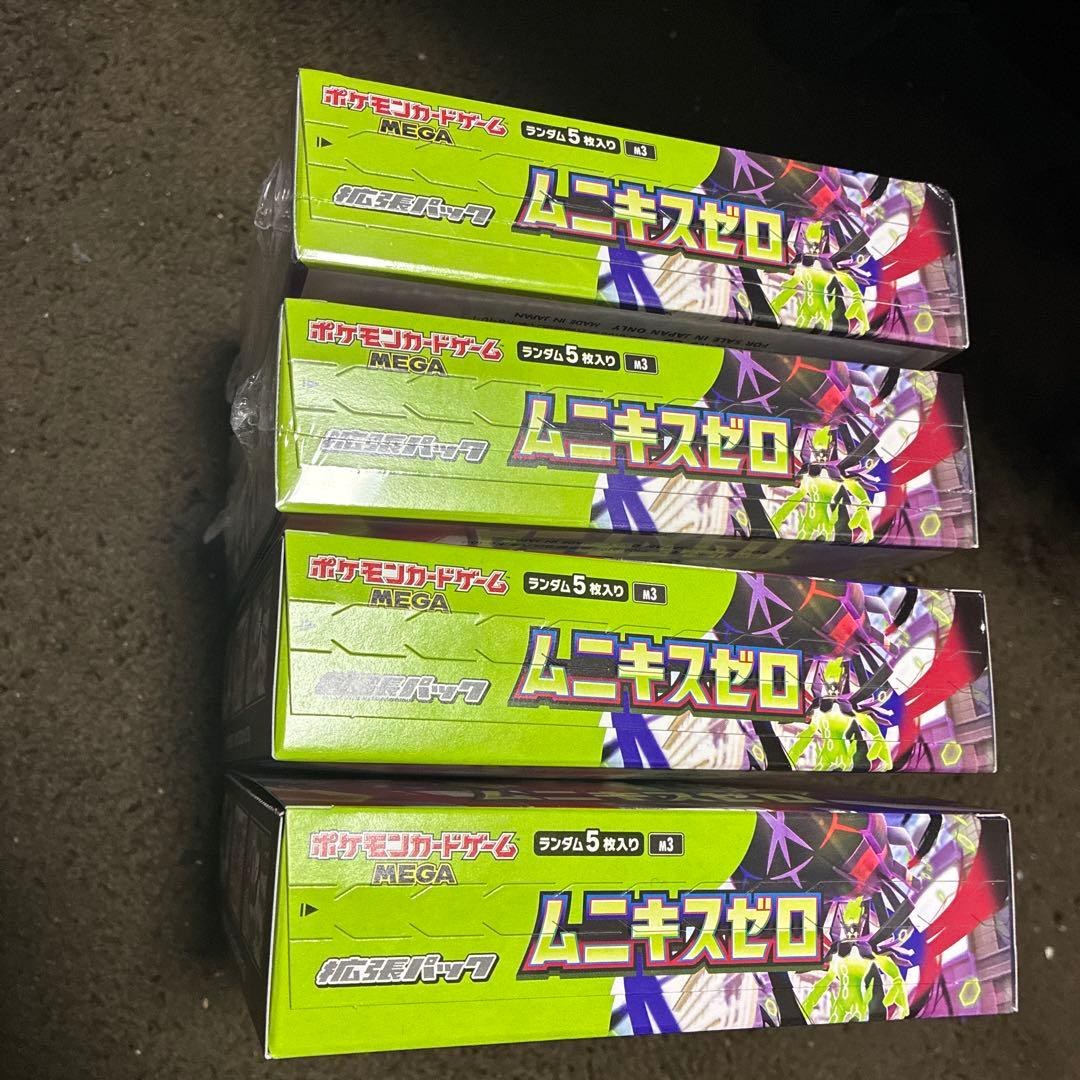 ポケモンカードゲーム
MEGA
ランダム5枚入り
M3
拡張パック
ムニキスゼロ
FOR SALE IN JAPAN ONLY MADE IN JAPAN
ポケモンカードゲーム
MEGA
ランダム5枚入り
M3
拡張パック
ムニキスゼロ
ポケモンカードゲーム
MEGA
ランダム5枚入り
M3
拡張パック
ムニキスゼロ
ポケモンカードゲーム
MEGA
ランダム5枚入り
M3
拡張パック
ムニキスゼロ